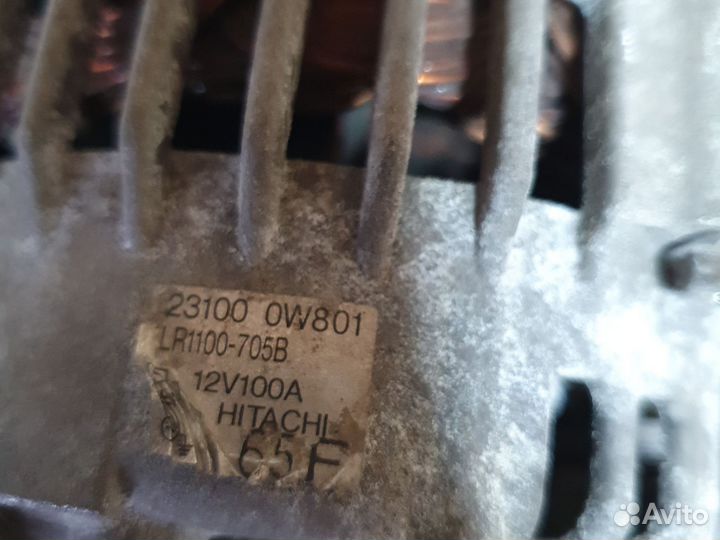 23100 0W801
LR1100-705B
12V100A
HITACHI
65F
Avito